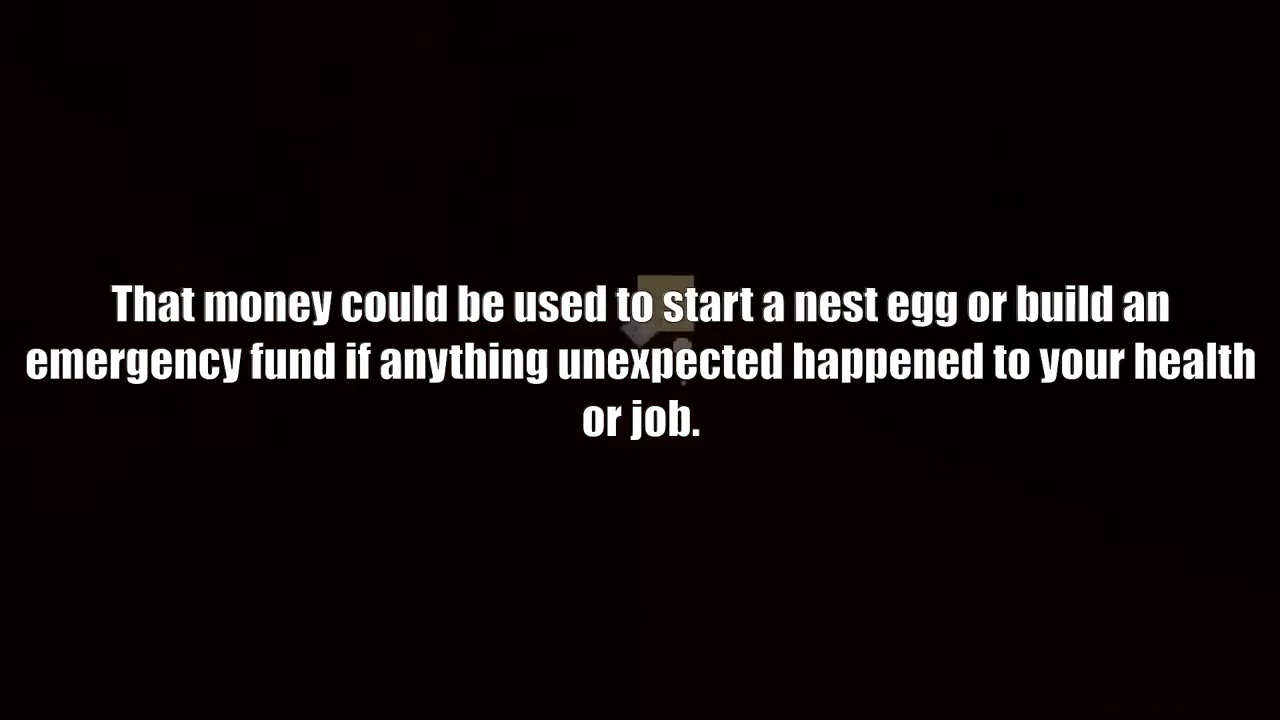 That money could be used to start a nest egg or build an
emergency fund if anything unexpected happened to your health
or job.